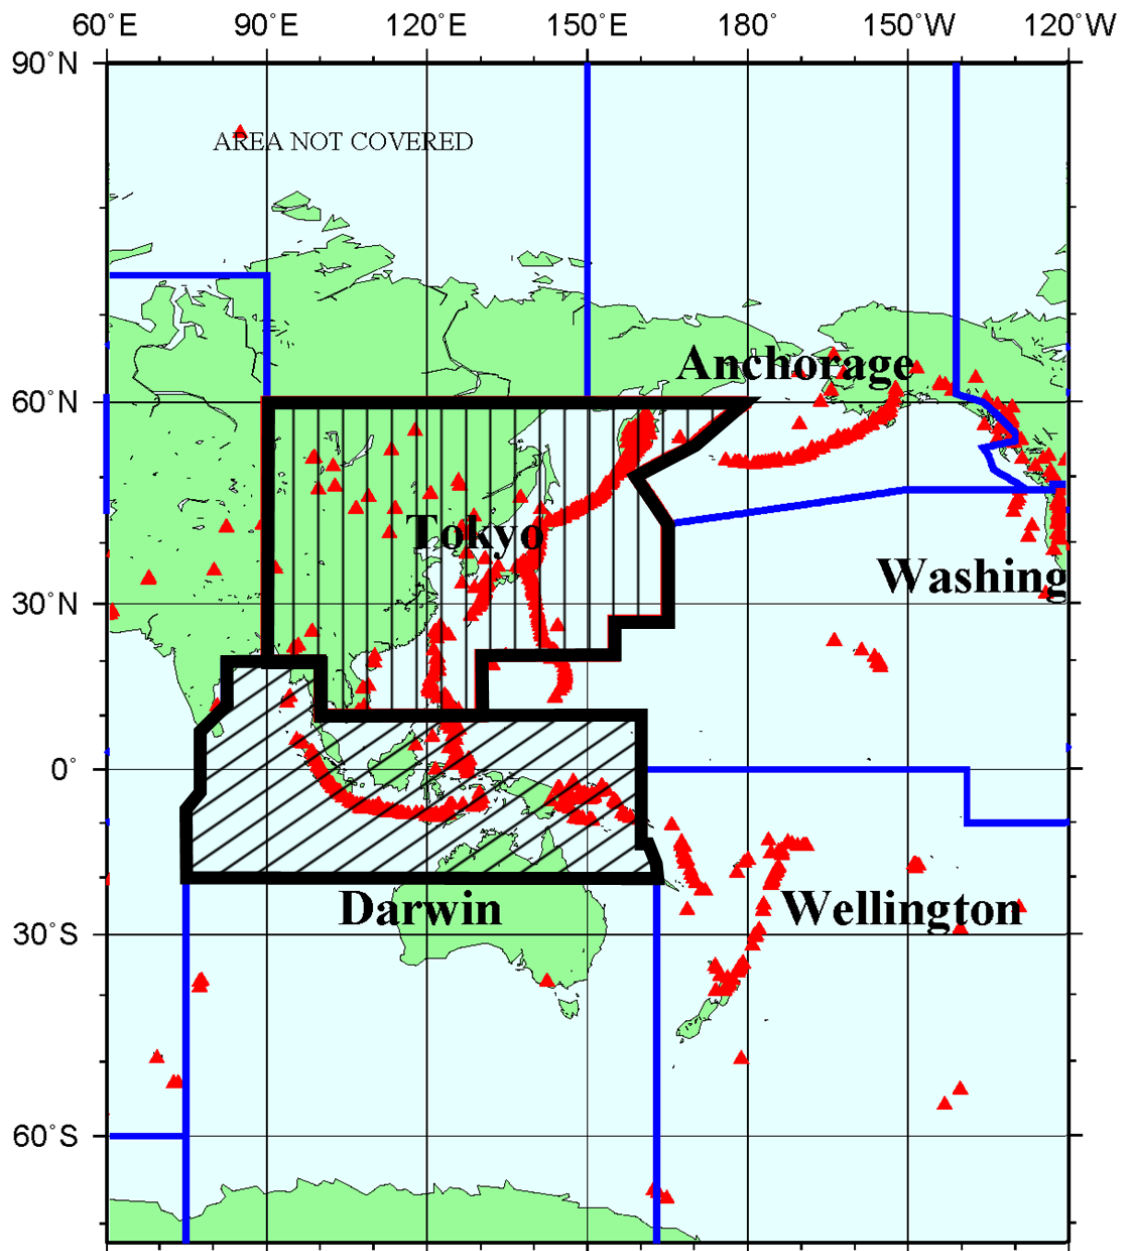 60˚E 90˚E 120˚E 150˚E 180˚ 150˚W 120˚W
90˚N
AREA NOT COVERED
Anchorage
60˚N
Tokyo
Washing
30˚N
0˚
Darwin
Wellington
30˚S
60˚S